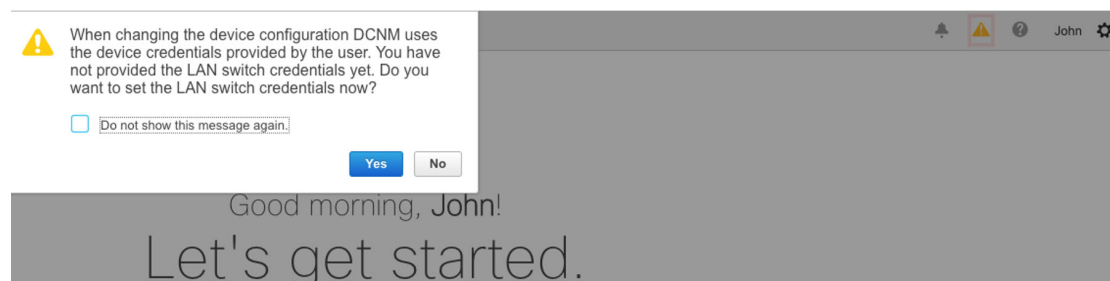 When changing the device configuration DCNM uses
the device credentials provided by the user. You have
not provided the LAN switch credentials yet. Do you
want to set the LAN switch credentials now?
Do not show this message again.
Yes No
John
Good morning, John!
Let's get started.